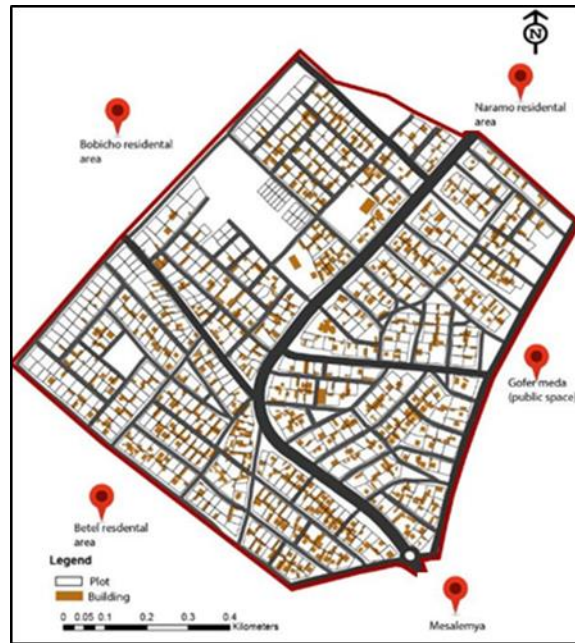 N
Naramo residental
area
Bobicho residental
area
Gofer meda
(public space)
Betel resdental
area
Legend
Plot
Building
0 0.05 0.1 0.2 0.3 0.4
Kilometers
Mesalemya